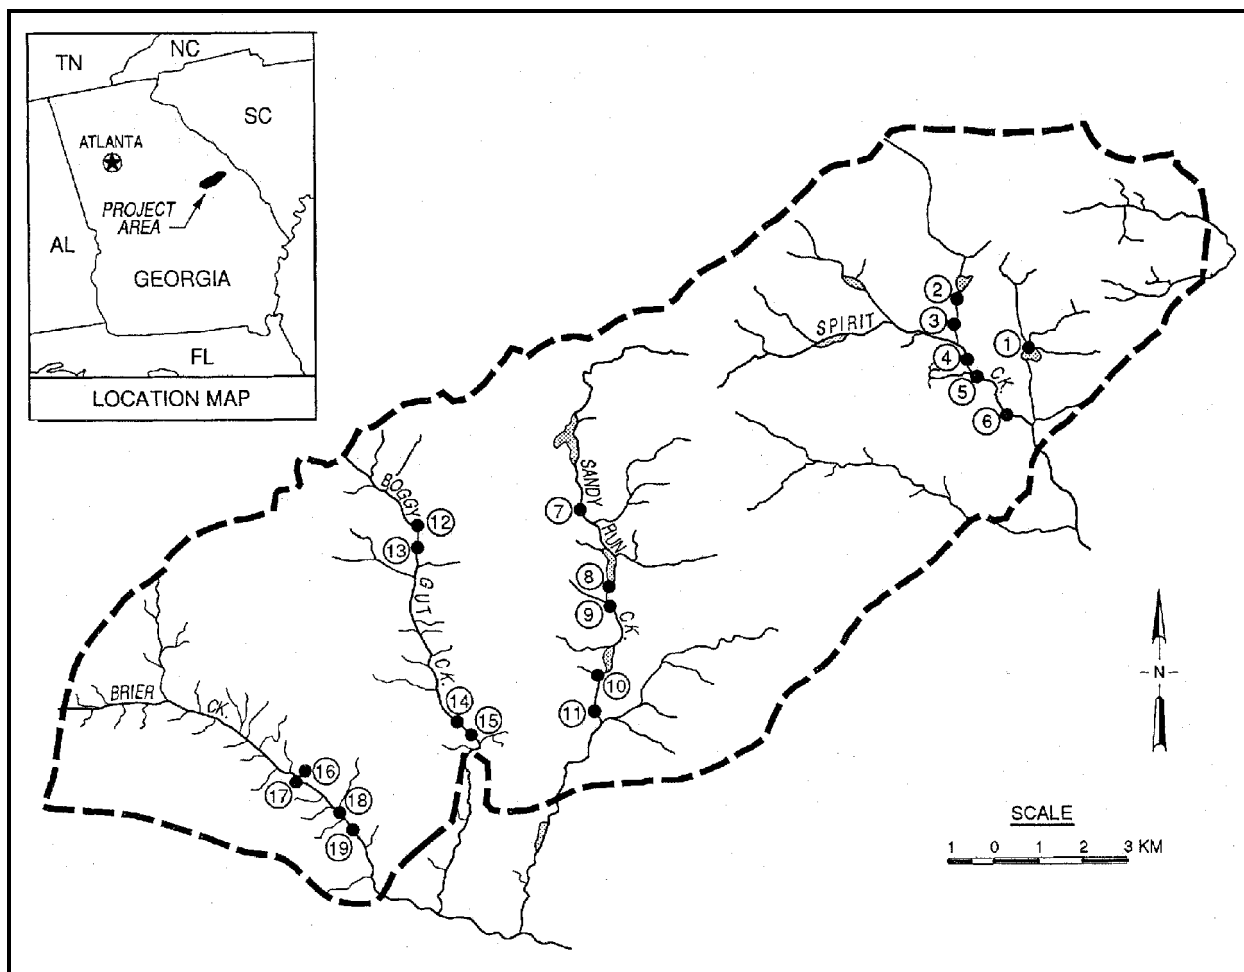 TN
NC
SC
ATLANTA
PROJECT
AREA
AL
GEORGIA
FL
LOCATION MAP
SPIRIT
CK.
1
2
3
4
5
6
SANDY
RUN
CK.
7
8
9
10
11
BOGGY
GUT
CK.
12
13
14
15
BRIER
CK.
16
17
18
19
N
SCALE
1 0 1 2 3 KM